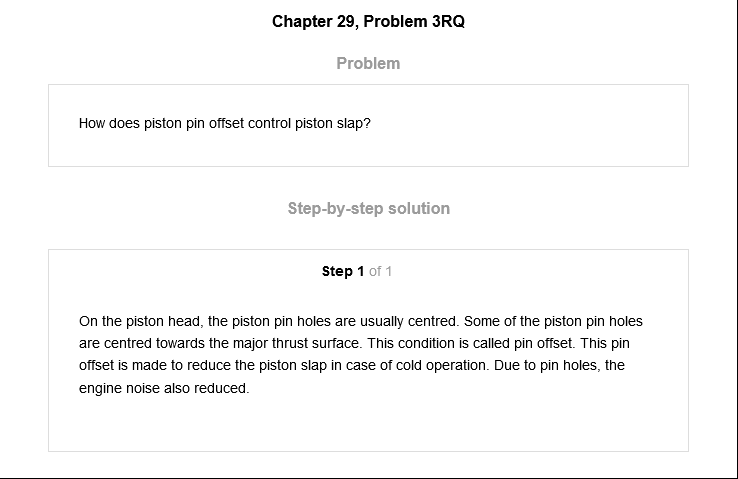 Chapter 29, Problem 3RQ
Problem
How does piston pin offset control piston slap?
Step-by-step solution
Step 1 of 1
On the piston head, the piston pin holes are usually centred. Some of the piston pin holes
are centred towards the major thrust surface. This condition is called pin offset. This pin
offset is made to reduce the piston slap in case of cold operation. Due to pin holes, the
engine noise also reduced.